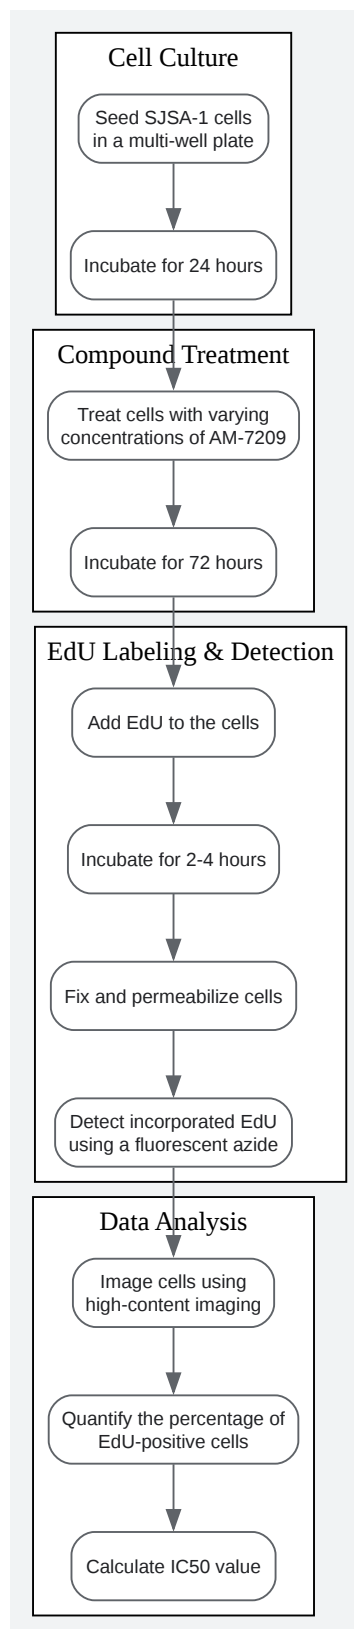 Cell Culture
Seed SJSA-1 cells
in a multi-well plate
Incubate for 24 hours
Compound Treatment
Treat cells with varying
concentrations of AM-7209
Incubate for 72 hours
EdU Labeling & Detection
Add EdU to the cells
Incubate for 2-4 hours
Fix and permeabilize cells
Detect incorporated EdU
using a fluorescent azide
Data Analysis
Image cells using
high-content imaging
Quantify the percentage of
EdU-positive cells
Calculate IC50 value